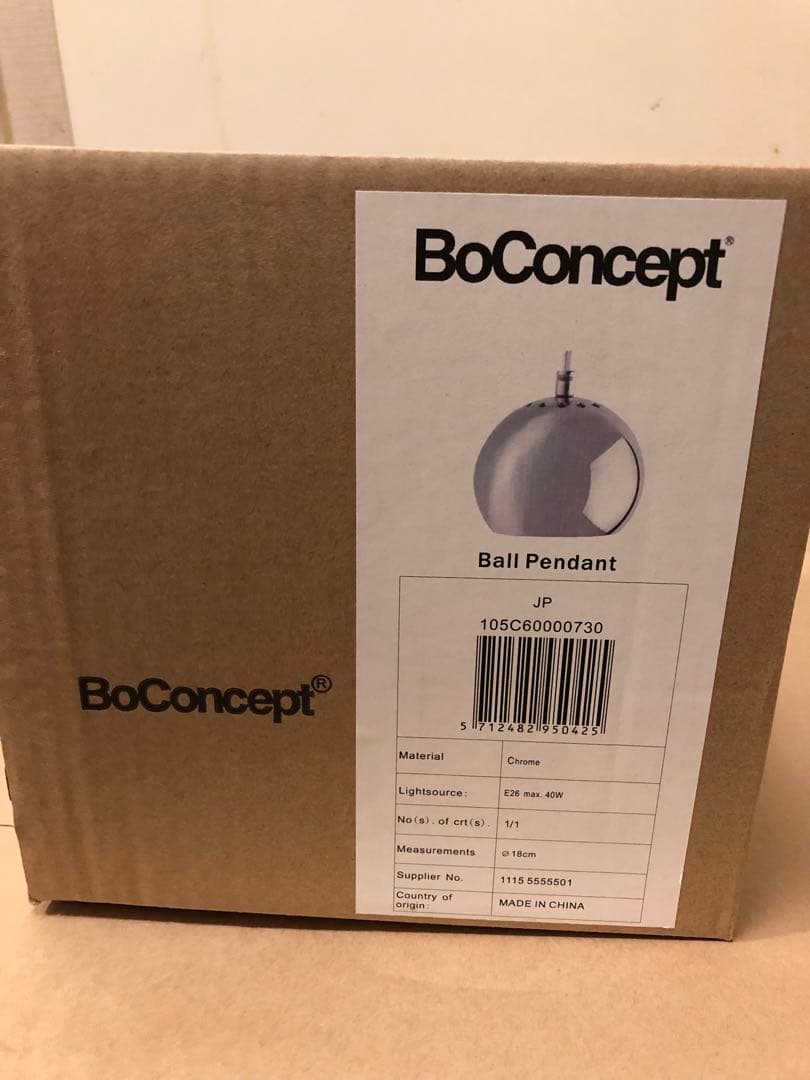 BoConcept®
Ball Pendant
JP
105C60000730
5 712482 950425
Material Chrome
Lightsource: E26 max. 40W
No(s). of crt(s). 1/1
Measurements ⌀ 18cm
Supplier No. 1115 5555501
Country of
origin: MADE IN CHINA
BoConcept®